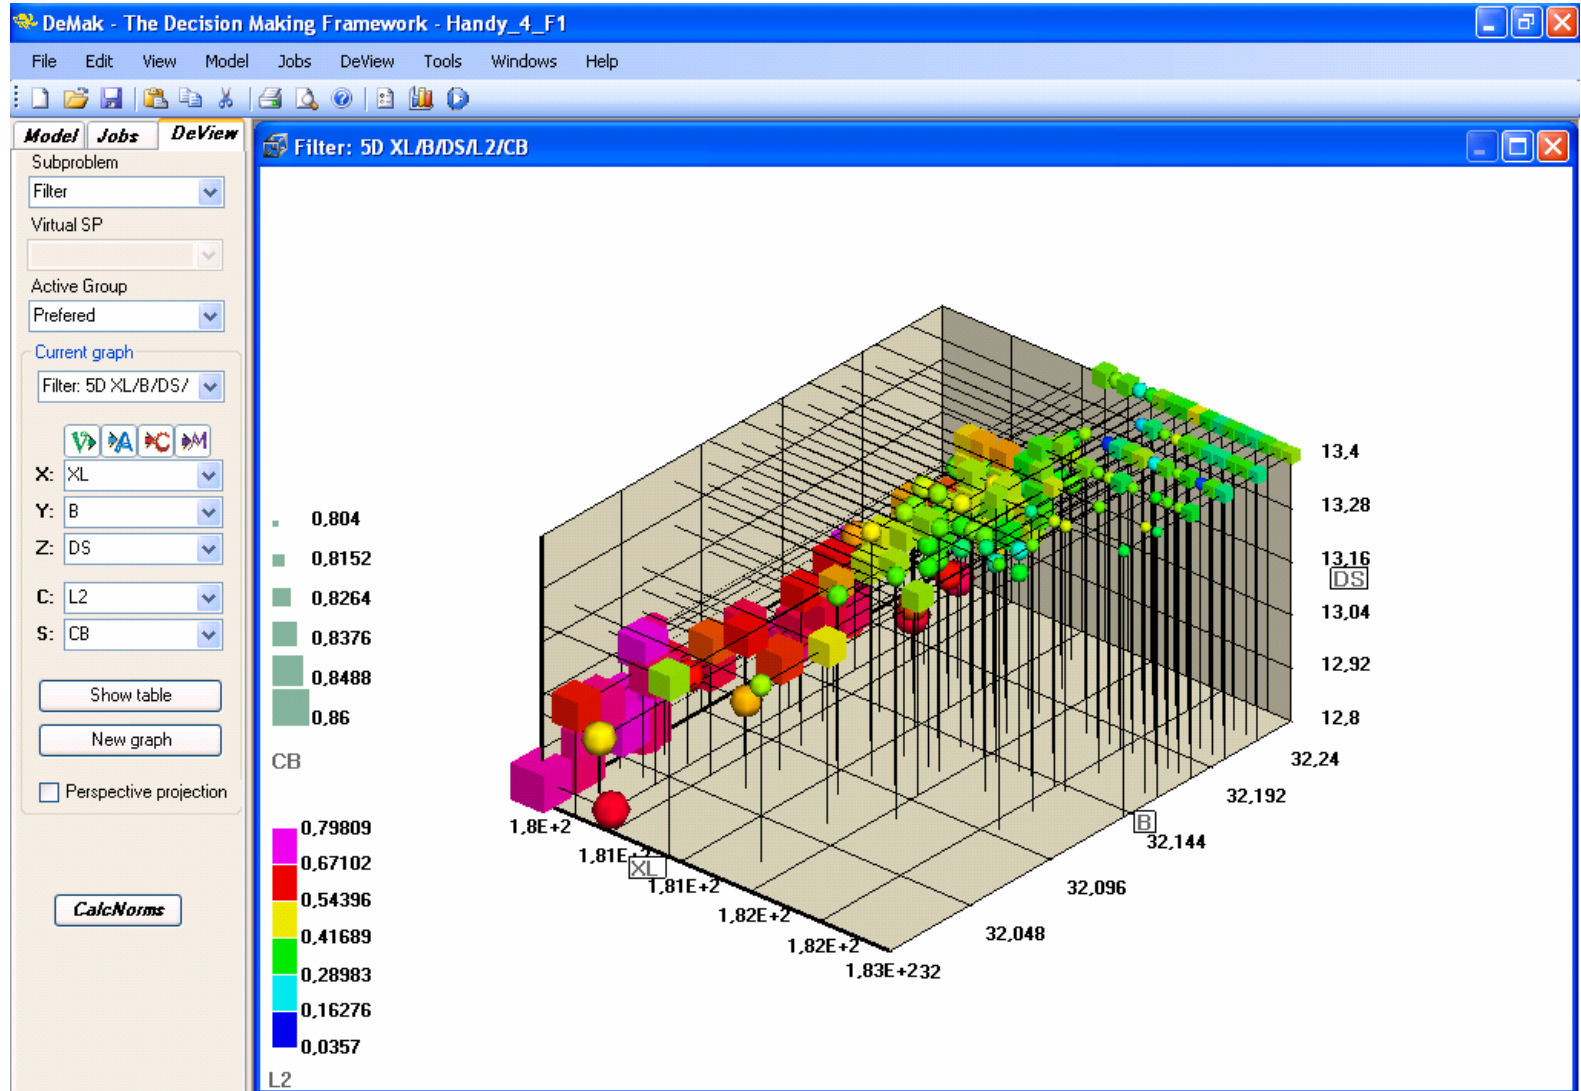 DeMak - The Decision Making Framework - Handy_4_F1
File Edit View Model Jobs DeView Tools Windows Help
Model Jobs DeView
Subproblem
Filter
Virtual SP
Active Group
Prefered
Current graph
Filter: 5D XL/B/DS/
V A C M
X: XL
Y: B
Z: DS
C: L2
S: CB
Show table
New graph
Perspective projection
CalcNorms
Filter: 5D XL/B/DS/L2/CB
0,804
0,8152
0,8264
0,8376
0,8488
0,86
CB
0,79809
0,67102
0,54396
0,41689
0,28983
0,16276
0,0357
L2
13,4
13,28
13,16
DS
13,04
12,92
12,8
32,24
32,192
B
32,144
32,096
32,048
32
1,8E+2
1,81E+2
XL
1,81E+2
1,82E+2
1,82E+2
1,83E+2